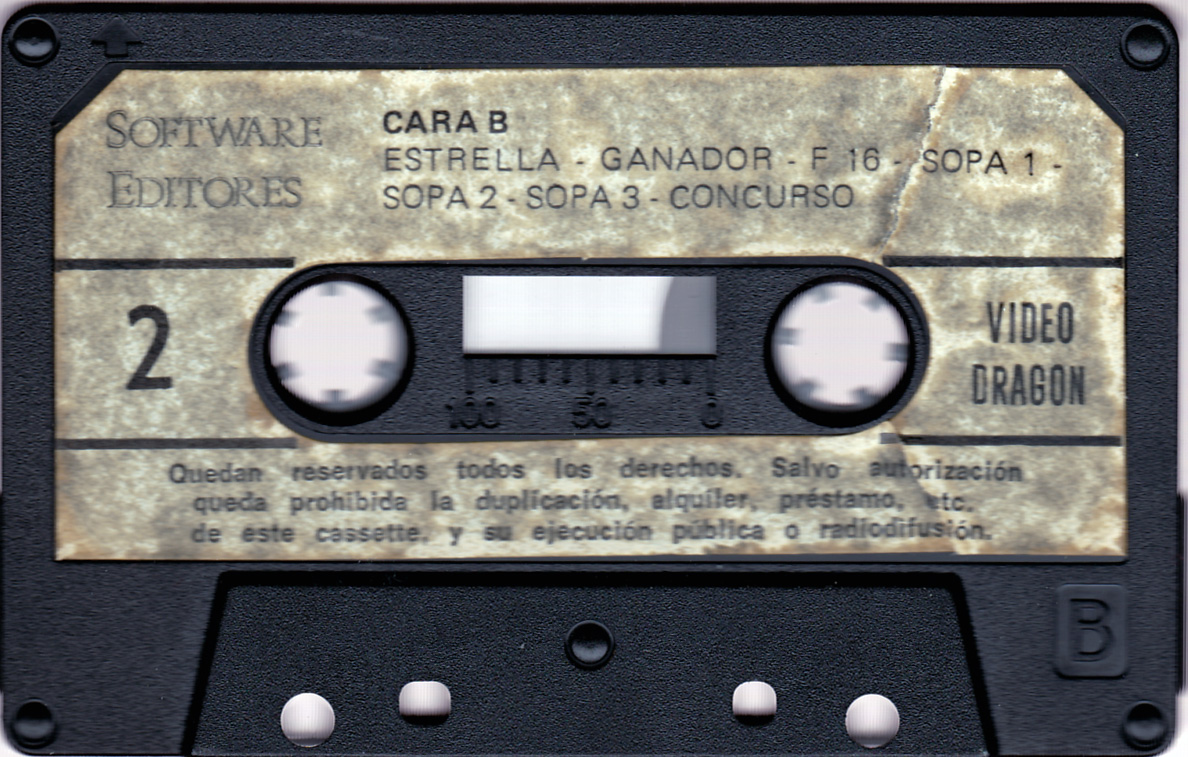 SOFTWARE
EDITORES
CARA B
ESTRELLA - GANADOR - F 16 - SOPA 1 -
SOPA 2 - SOPA 3 - CONCURSO
2
100 50 0
VIDEO
DRAGON
Quedan reservados todos los derechos. Salvo autorización
queda prohibida la duplicación, alquiler, préstamo, etc.
de este cassette. y su ejecución pública o radiodifusión.
B